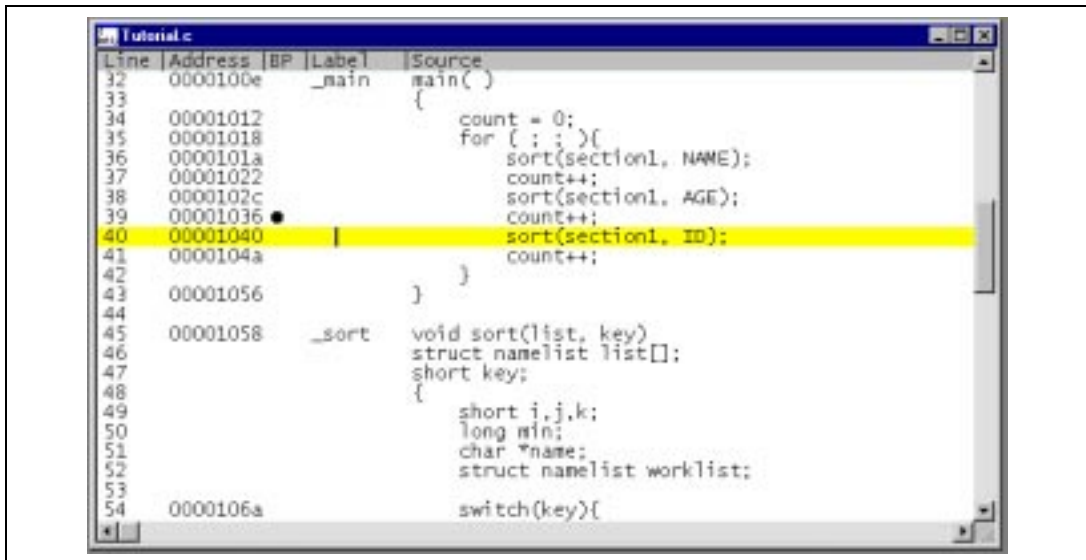 Tutorial.c
Line |Address |BP |Label |Source
32 0000100e _main main( )
33 {
34 00001012 count = 0;
35 00001018 for ( ; ; ){
36 0000101a sort(section1, NAME);
37 00001022 count++;
38 0000102c sort(section1, AGE);
39 00001036 ● count++;
40 00001040 sort(section1, ID);
41 0000104a count++;
42 }
43 00001056 }
44
45 00001058 _sort void sort(list, key)
46 struct namelist list[];
47 short key;
48 {
49 short i,j,k;
50 long min;
51 char *name;
52 struct namelist worklist;
53
54 0000106a switch(key){